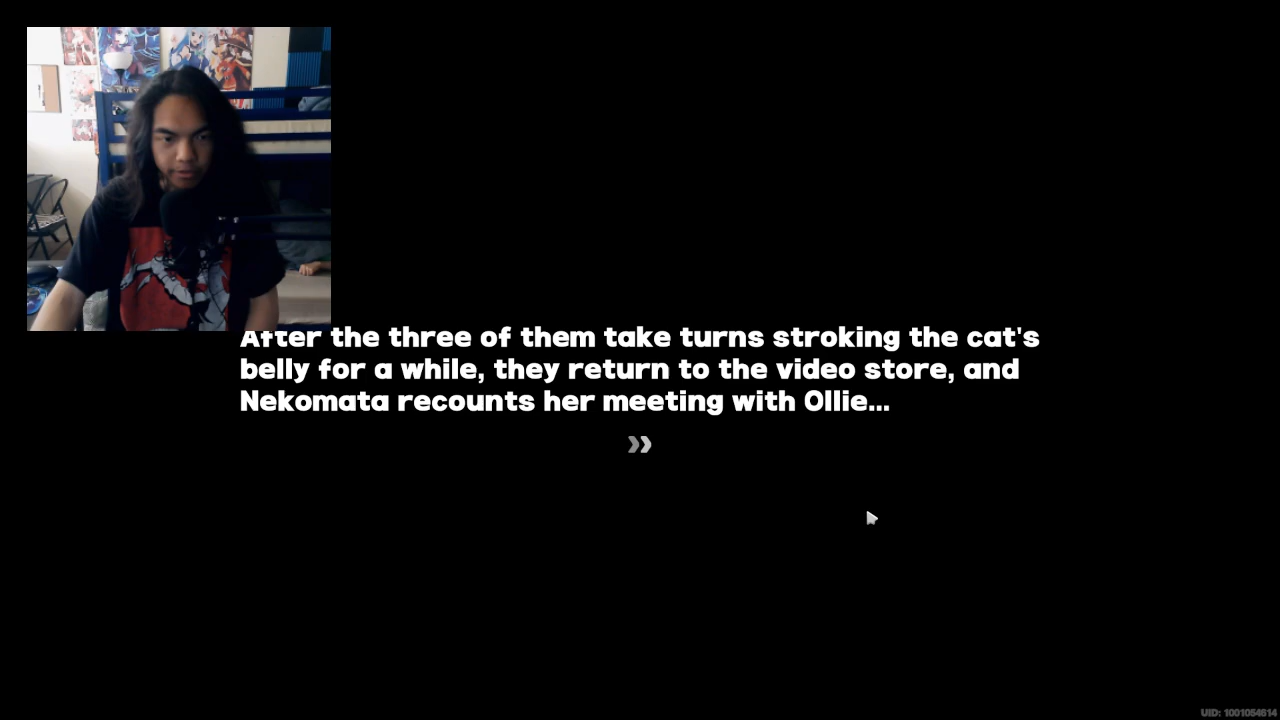 After the three of them take turns stroking the cat's
belly for a while, they return to the video store, and
Nekomata recounts her meeting with Ollie...
UID: 1001054614